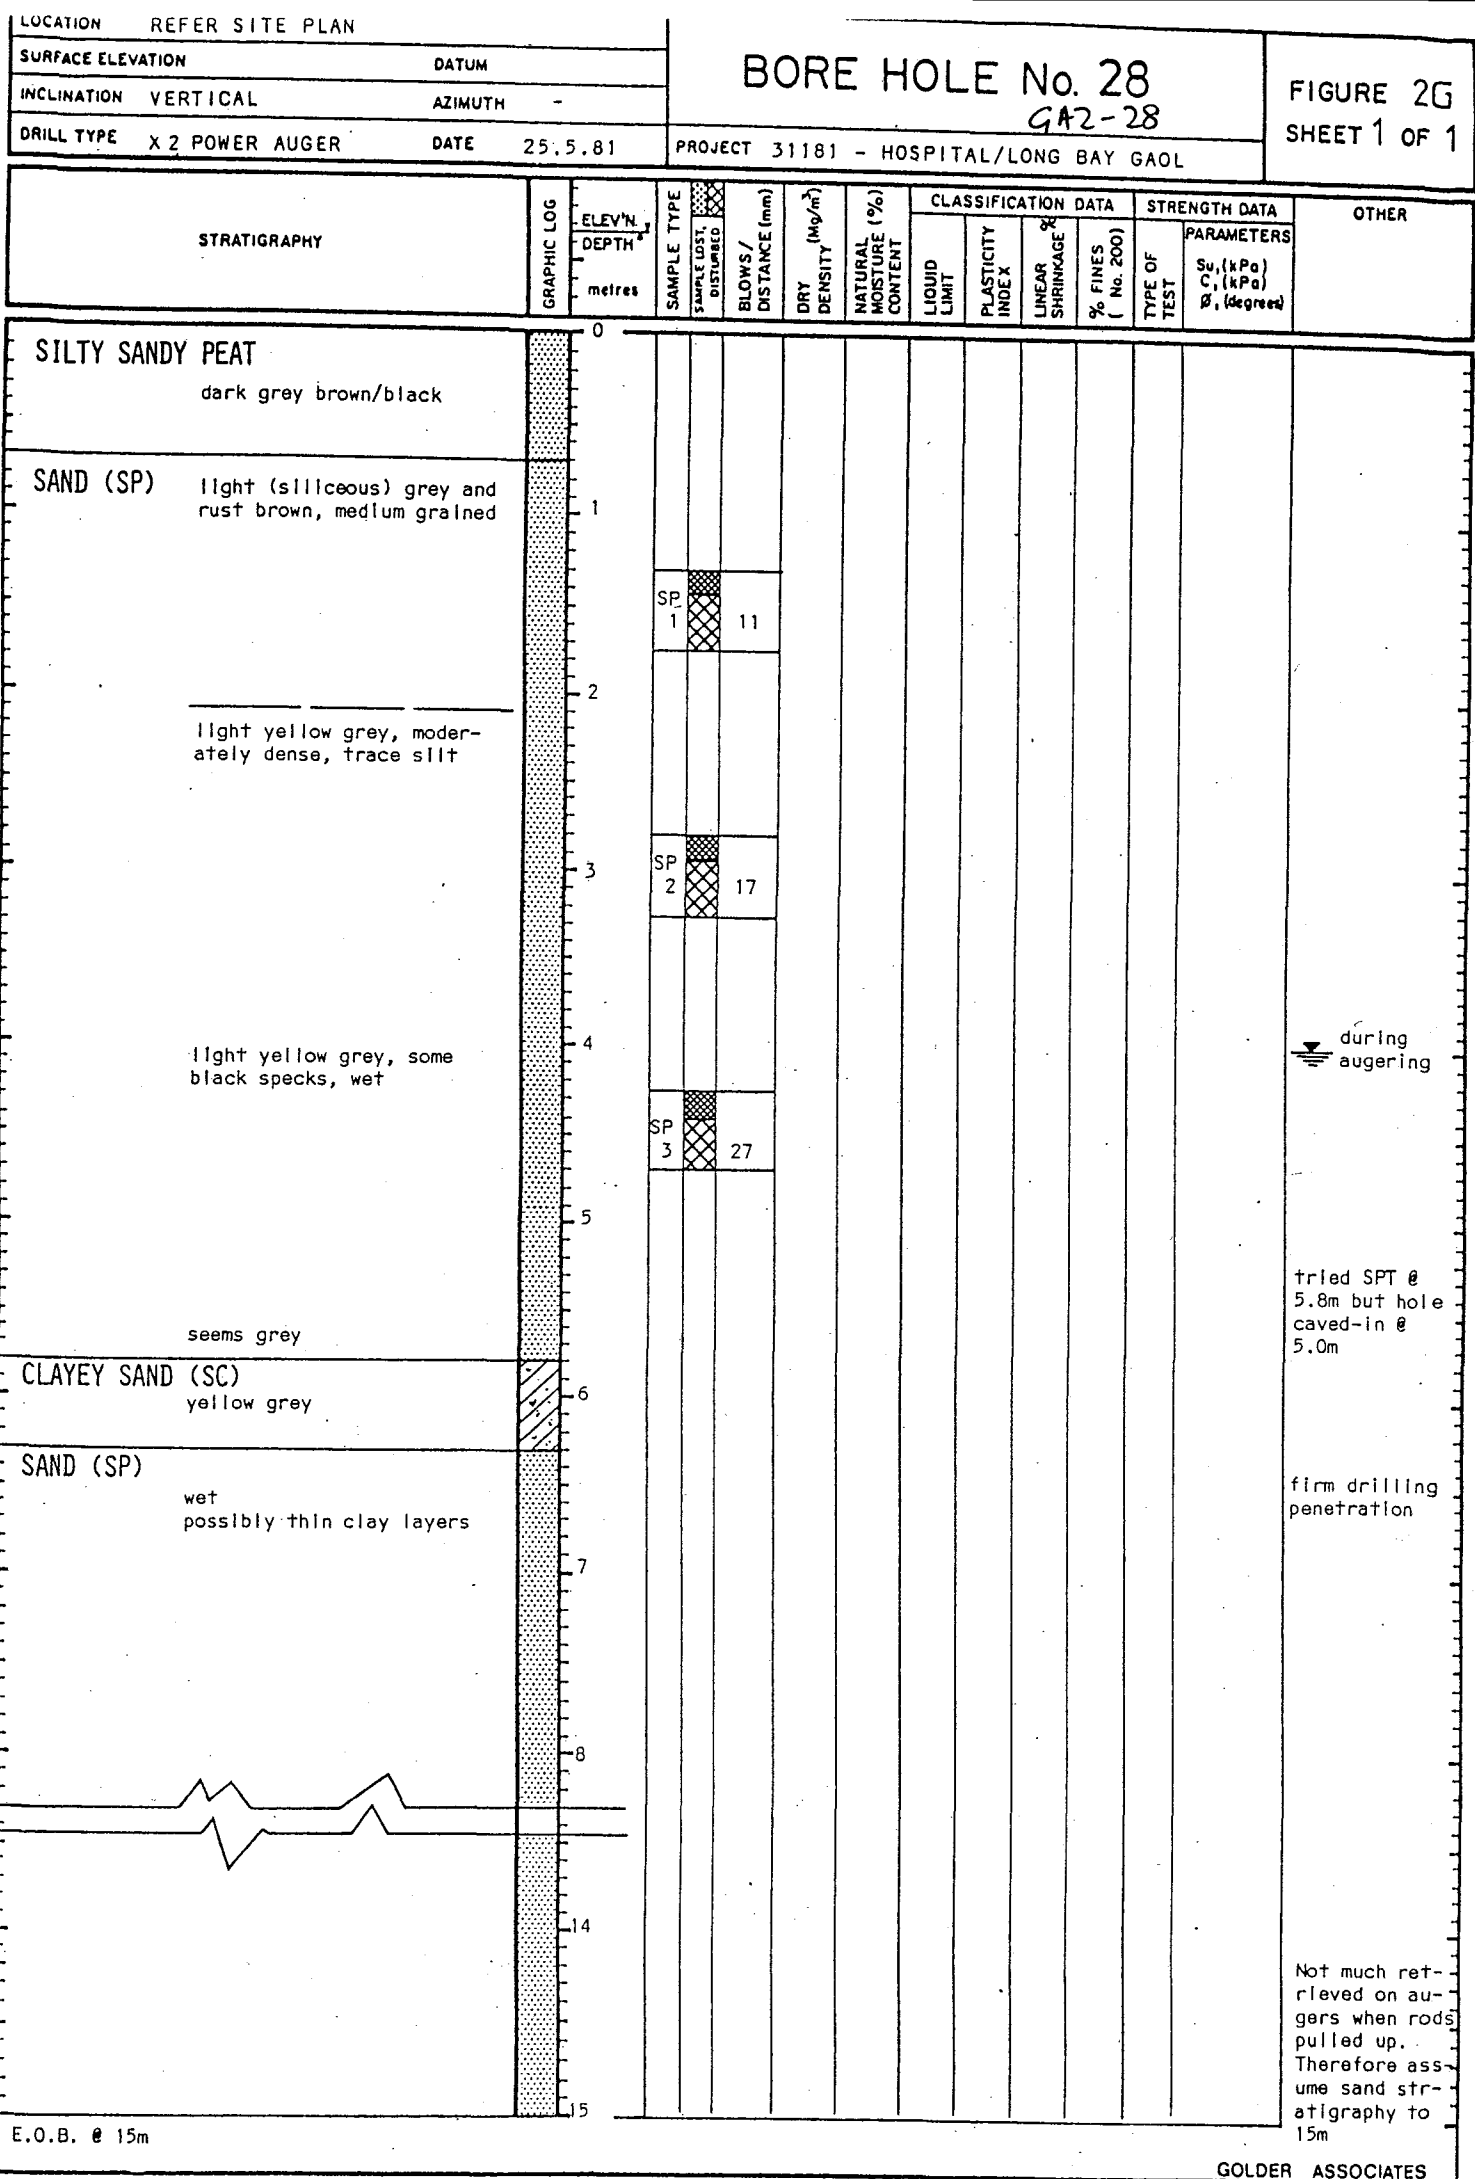 LOCATION REFER SITE PLAN
SURFACE ELEVATION DATUM
INCLINATION VERTICAL AZIMUTH -
DRILL TYPE X 2 POWER AUGER DATE 25.5.81
BORE HOLE No. 28
GA2-28
PROJECT 31181 - HOSPITAL/LONG BAY GAOL
FIGURE 2G
SHEET 1 OF 1
STRATIGRAPHY
GRAPHIC LOG
ELEV'N.
DEPTH
metres
SAMPLE TYPE
SAMPLE LOST,
DISTURBED
BLOWS/
DISTANCE (mm)
DRY
DENSITY (Mg/m³)
NATURAL
MOISTURE (%)
CONTENT
CLASSIFICATION DATA
LIQUID
LIMIT
PLASTICITY
INDEX
LINEAR
SHRINKAGE %
% FINES
( No. 200)
STRENGTH DATA
TYPE OF
TEST
PARAMETERS
Su,(kPa)
C,(kPa)
Ø,(degrees)
OTHER
0
SILTY SANDY PEAT
dark grey brown/black
SAND (SP) light (siliceous) grey and
rust brown, medium grained
1
SP
1 11
2
light yellow grey, moder-
ately dense, trace silt
3
SP
2 17
4
light yellow grey, some
black specks, wet
during
augering
SP
3 27
5
tried SPT @
5.8m but hole
caved-in @
5.0m
seems grey
CLAYEY SAND (SC)
yellow grey
6
SAND (SP)
wet
possibly thin clay layers
firm drilling
penetration
7
8
14
Not much ret-
rieved on au-
gers when rods
pulled up.
Therefore ass-
ume sand str-
atigraphy to
15m
15
E.O.B. @ 15m
GOLDER ASSOCIATES